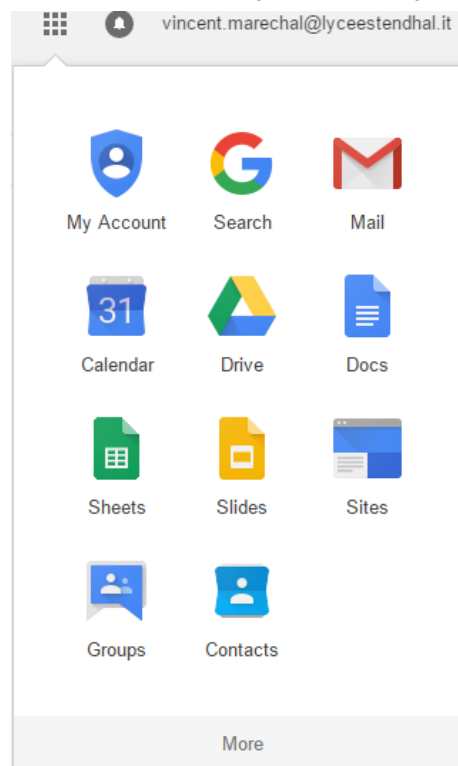 vincent.marechal@lyceestendhal.it
My Account Search Mail
31
Calendar Drive Docs
Sheets Slides Sites
Groups Contacts
More